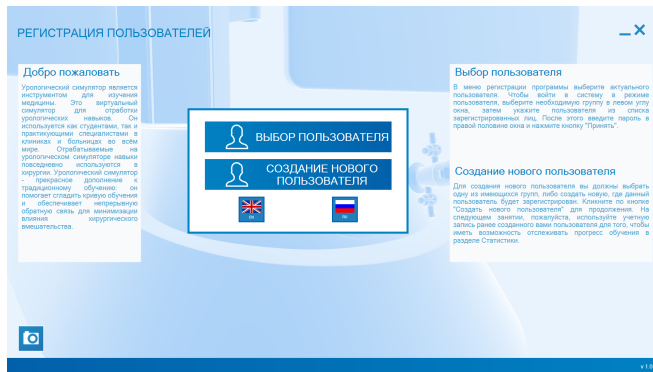 РЕГИСТРАЦИЯ ПОЛЬЗОВАТЕЛЕЙ
Добро пожаловать
Урологический симулятор является
инструментом для изучения
медицины. Это виртуальный
симулятор для отработки
урологических навыков. Он
используется как студентами, так и
практикующими специалистами в
клиниках и больницах во всём
мире. Отрабатываемые на
урологическом симуляторе навыки
повседневно используются в
хирургии. Урологический симулятор
- прекрасное дополнение к
традиционному обучению: он
помогает сгладить кривую обучения
и обеспечивает непрерывную
обратную связь для минимизации
влияния хирургического
вмешательства.
ВЫБОР ПОЛЬЗОВАТЕЛЯ
СОЗДАНИЕ НОВОГО
ПОЛЬЗОВАТЕЛЯ
EN
RU
Выбор пользователя
В меню регистрации программы выберите актуального
пользователя. Чтобы войти в систему в режиме
пользователя, выберите необходимую группу в левом углу
окна, затем укажите пользователя из списка
зарегистрированных лиц. После этого введите пароль в
правой половине окна и нажмите кнопку "Принять".
Создание нового пользователя
Для создания нового пользователя вы должны выбрать
одну из имеющихся групп, либо создать новую, где данный
пользователь будет зарегистрирован. Кликните по кнопке
"Создать нового пользователя" для продолжения. На
следующем занятии, пожалуйста, используйте учетную
запись ранее созданного вами пользователя для того, чтобы
иметь возможность отслеживать прогресс обучения в
разделе Статистики.
v 1.0